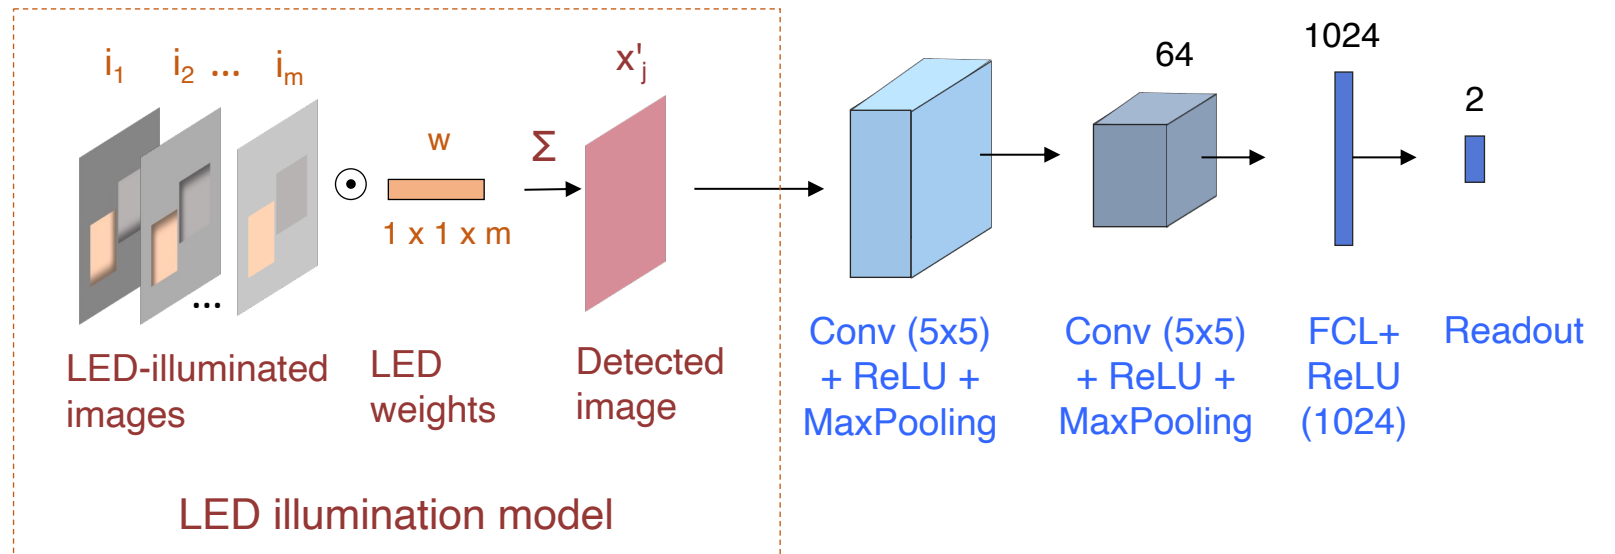 i1 i2 ... im
w
Σ
x'j
64
1024
2
1 x 1 x m
...
LED-illuminated
images
LED
weights
Detected
image
Conv (5x5)
+ ReLU +
MaxPooling
Conv (5x5)
+ ReLU +
MaxPooling
FCL+
ReLU
(1024)
Readout
LED illumination model